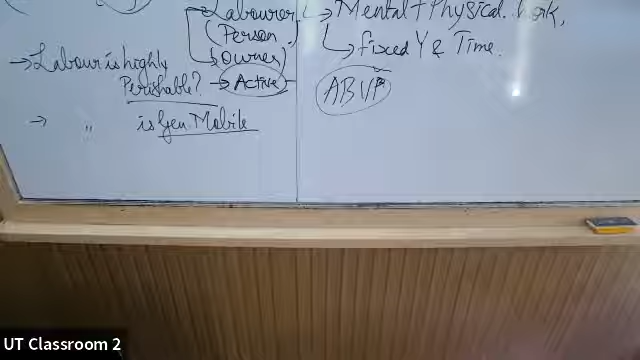 Labourer → Mental + Physical. Work,
(Person
Owner)
→ fixed Y & Time.
→ Labour is highly
Perishable? → Active
ABVP
→ " is Gen. Mobile
UT Classroom 2